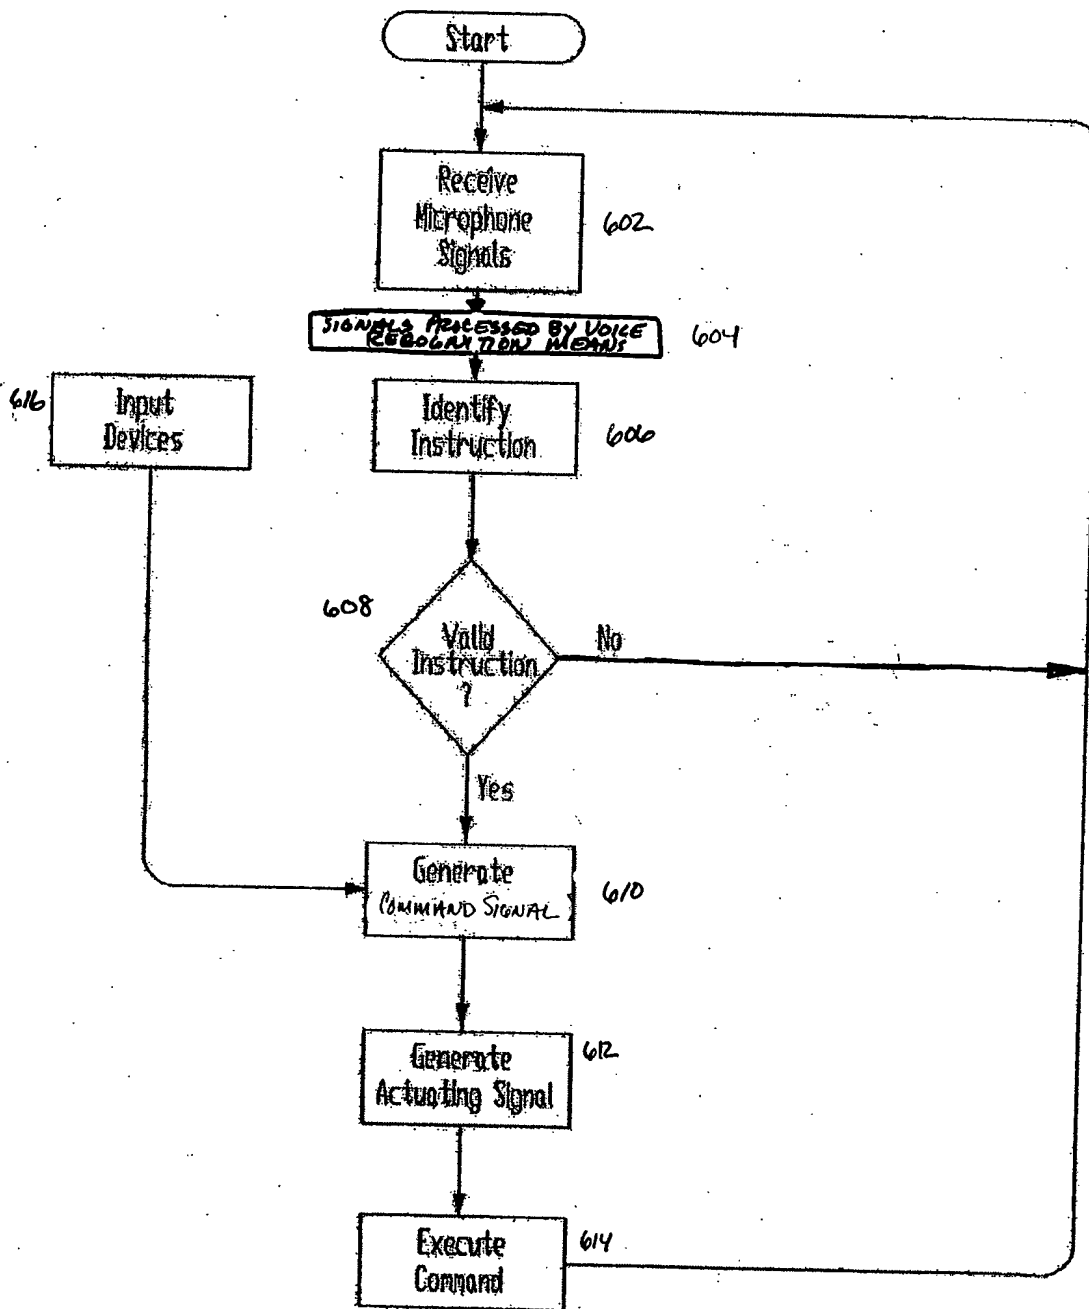 Start
Receive
Microphone
Signals
602
SIGNALS PROCESSED BY VOICE
RECOGNITION MEANS
604
616
Input
Devices
Identify
Instruction
606
608
Valid
Instruction
?
No
Yes
Generate
COMMAND SIGNAL
610
Generate
Actuating Signal
612
Execute
Command
614